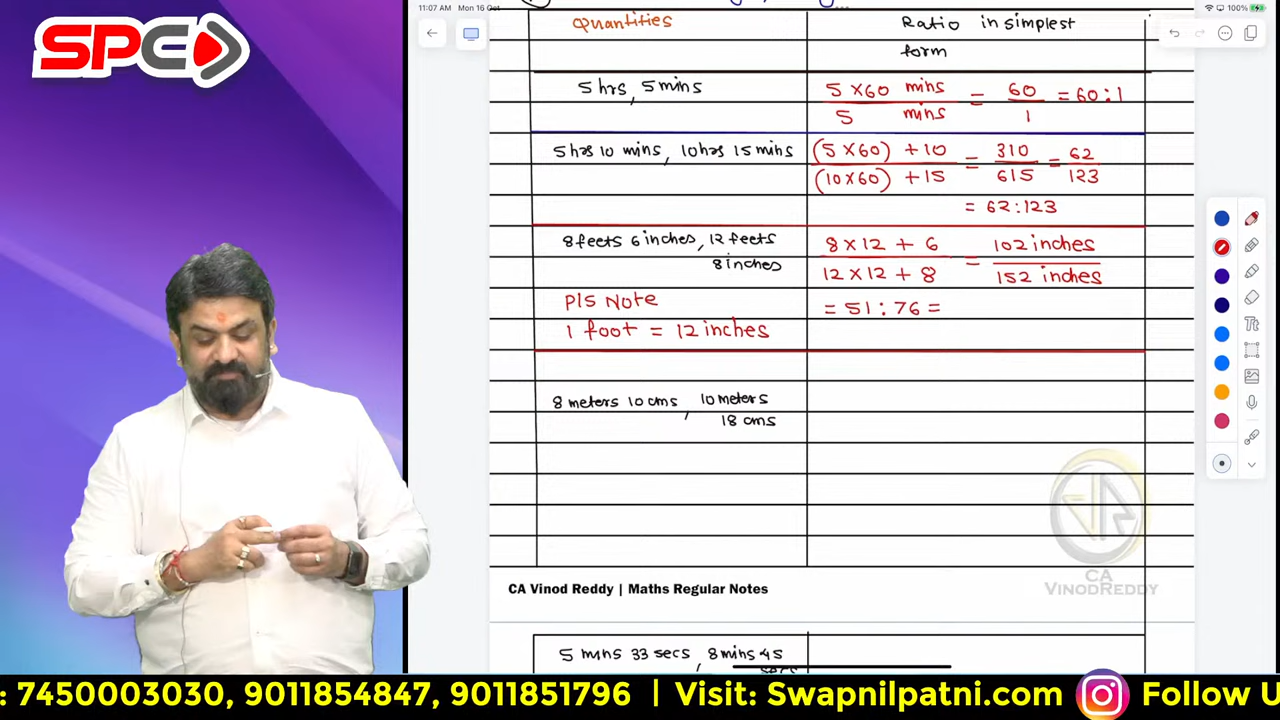 11:07 AM Mon 16 Oct
100%
SPC
Quantities
Ratio in simplest
form
5 hrs, 5 mins
5 x 60 mins / 5 mins = 60 / 1 = 60 : 1
5 hrs 10 mins, 10 hrs 15 mins
(5 x 60) + 10 / (10 x 60) + 15 = 310 / 615 = 62 / 123
= 62 : 123
8 feets 6 inches, 12 feets
8 inches
8 x 12 + 6 / 12 x 12 + 8 = 102 inches / 152 inches
Pls Note
1 foot = 12 inches
= 51 : 76 =
8 meters 10 cms, 10 meters
18 cms
CA
VINODREDDY
CA Vinod Reddy | Maths Regular Notes
5 mins 33 secs, 8 mins 45
secs
: 7450003030, 9011854847, 9011851796 | Visit: Swapnilpatni.com Follow U